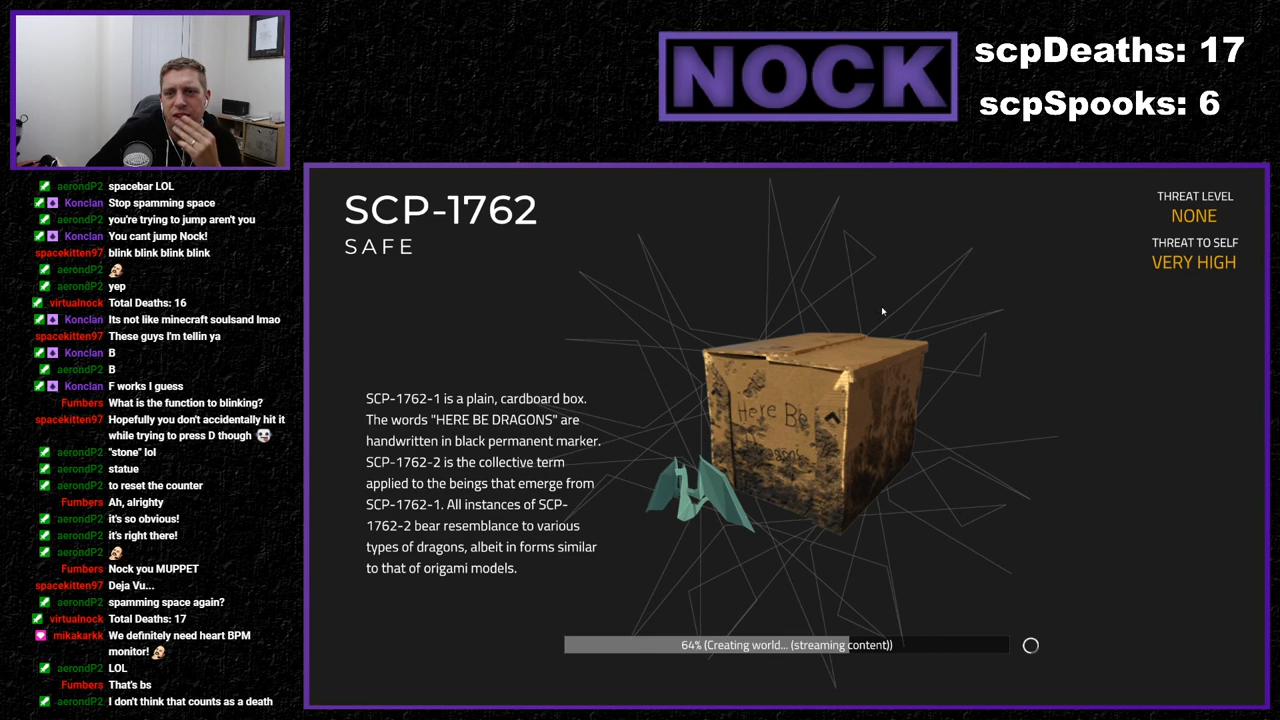 NOCK
scpDeaths: 17
scpSpooks: 6
aerondP2 spacebar LOL
Konclan Stop spamming space
aerondP2 you're trying to jump aren't you
Konclan You cant jump Nock!
spacekitten97 blink blink blink blink
aerondP2
aerondP2 yep
virtualnock Total Deaths: 16
Konclan Its not like minecraft soulsand lmao
spacekitten97 These guys I'm tellin ya
Konclan B
aerondP2 B
Konclan F works I guess
Fumbers What is the function to blinking?
spacekitten97 Hopefully you don't accidentally hit it
while trying to press D though
aerondP2 "stone" lol
aerondP2 statue
aerondP2 to reset the counter
Fumbers Ah, alrighty
aerondP2 it's so obvious!
aerondP2 it's right there!
aerondP2
Fumbers Nock you MUPPET
spacekitten97 Deja Vu...
aerondP2 spamming space again?
virtualnock Total Deaths: 17
mikakarkk We definitely need heart BPM
monitor!
aerondP2 LOL
Fumbers That's bs
aerondP2 I don't think that counts as a death
SCP-1762
SAFE
THREAT LEVEL
NONE
THREAT TO SELF
VERY HIGH
SCP-1762-1 is a plain, cardboard box.
The words "HERE BE DRAGONS" are
handwritten in black permanent marker.
SCP-1762-2 is the collective term
applied to the beings that emerge from
SCP-1762-1. All instances of SCP-
1762-2 bear resemblance to various
types of dragons, albeit in forms similar
to that of origami models.
Here Be
Dragons
64% (Creating world... (streaming content))